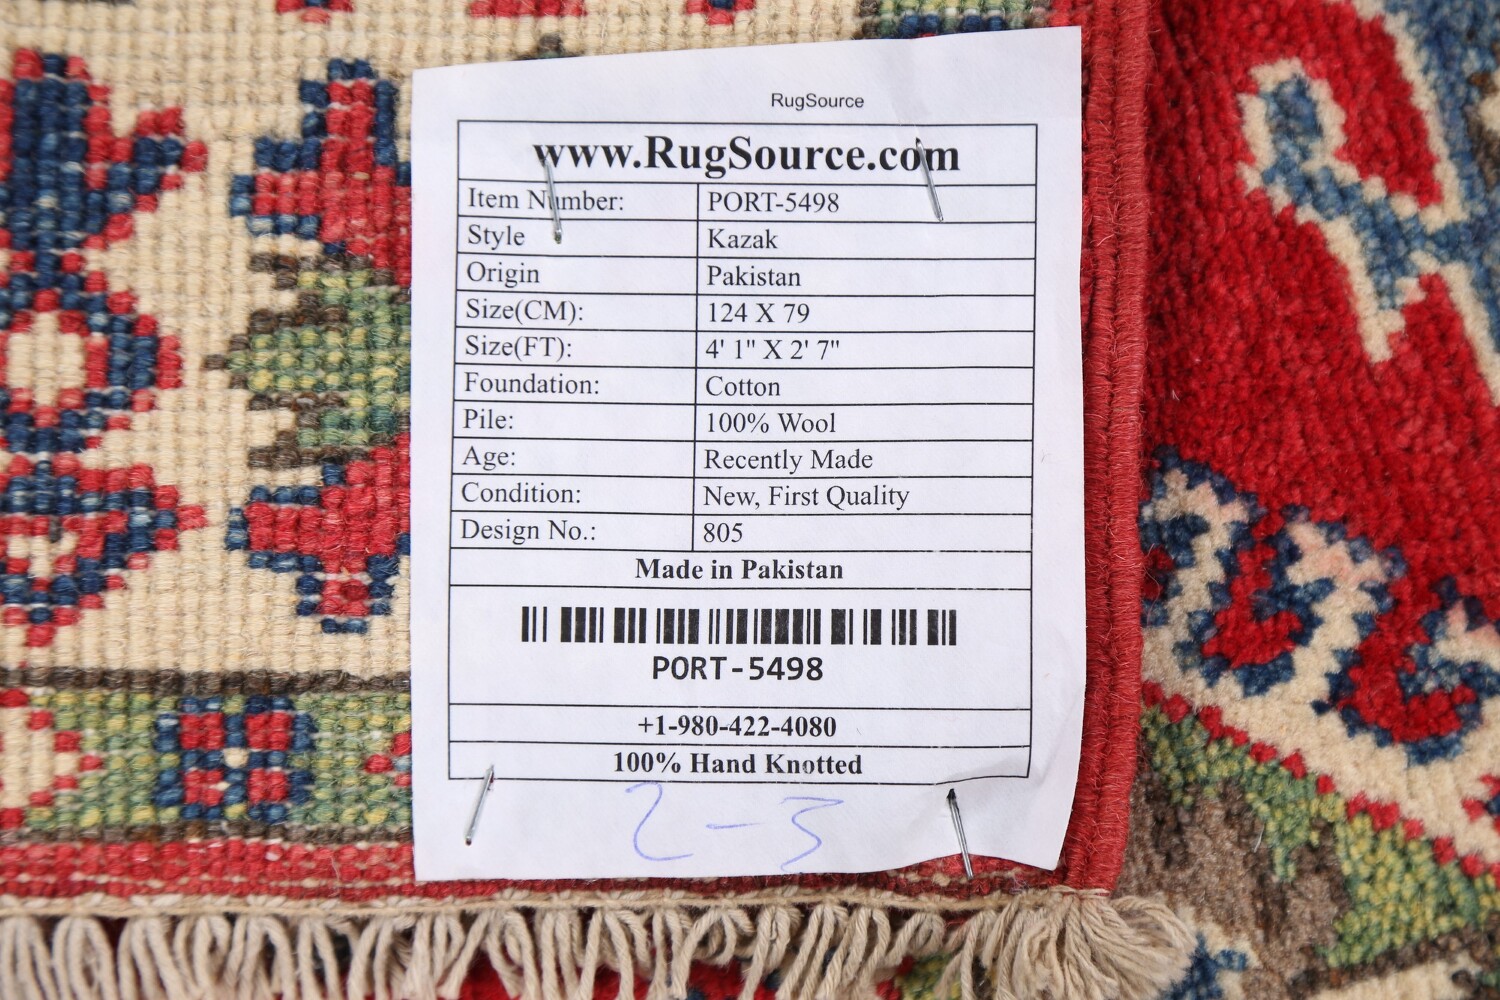 RugSource
www.RugSource.com
Item Number: PORT-5498
Style Kazak
Origin Pakistan
Size(CM): 124 X 79
Size(FT): 4' 1" X 2' 7"
Foundation: Cotton
Pile: 100% Wool
Age: Recently Made
Condition: New, First Quality
Design No.: 805
Made in Pakistan
PORT-5498
+1-980-422-4080
100% Hand Knotted
2-3